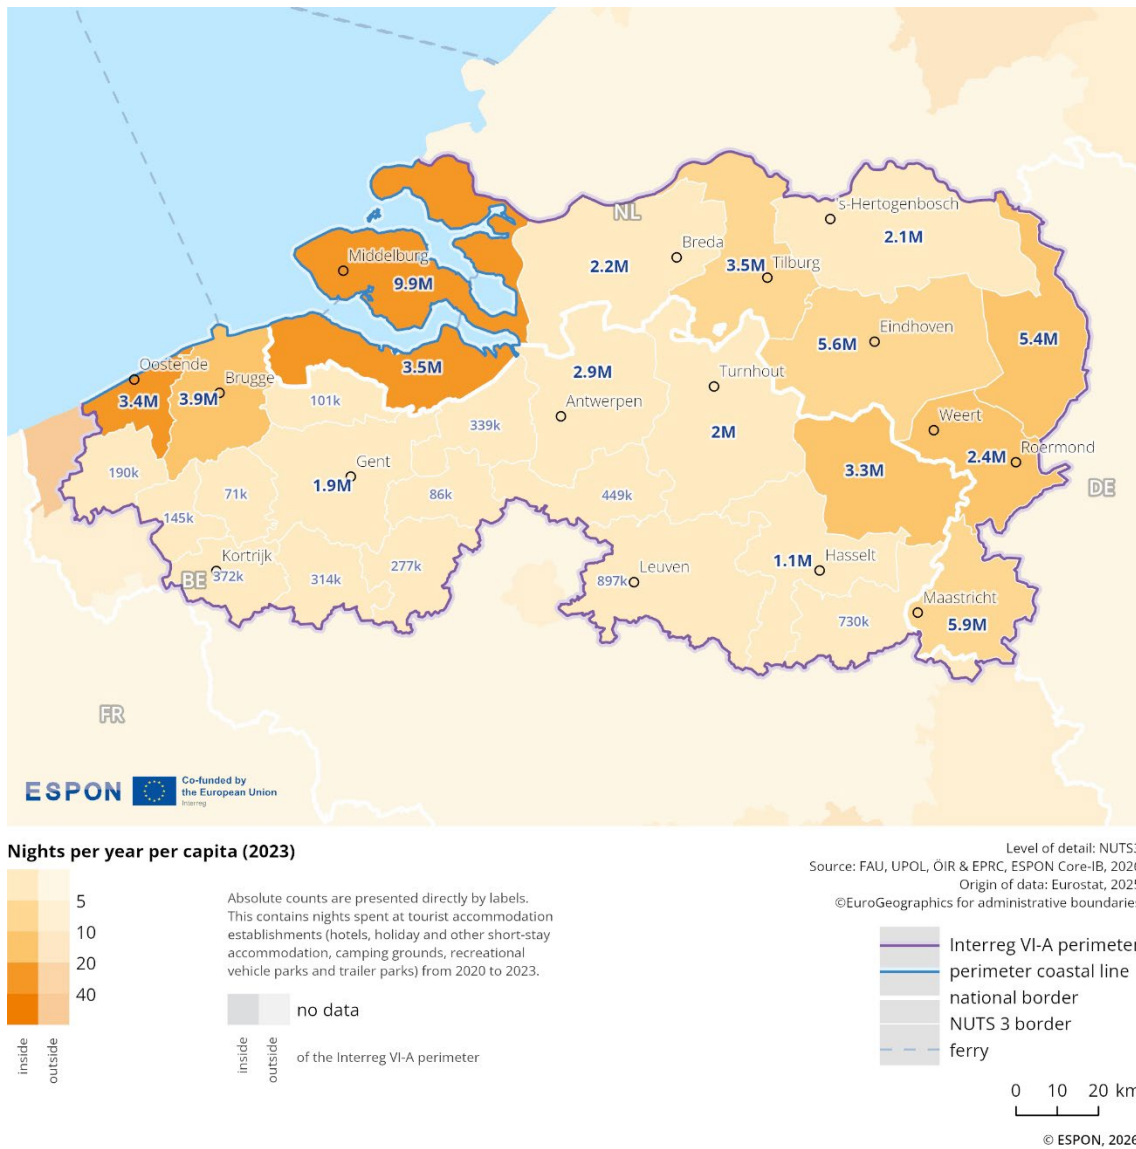 NL
's-Hertogenbosch
2.1M
Breda
2.2M
3.5M
Tilburg
Middelburg
9.9M
Eindhoven
5.6M
5.4M
Oostende
3.4M
Brugge
3.9M
3.5M
101k
2.9M
Antwerpen
Turnhout
2M
339k
Weert
Roermond
2.4M
3.3M
DE
190k
Gent
1.9M
71k
86k
449k
145k
Kortrijk
BE
372k
314k
277k
897k
Leuven
1.1M
Hasselt
730k
Maastricht
5.9M
FR
ESPON
Co-funded by
the European Union
Interreg
Nights per year per capita (2023)
5
10
20
40
inside
outside
Absolute counts are presented directly by labels.
This contains nights spent at tourist accommodation
establishments (hotels, holiday and other short-stay
accommodation, camping grounds, recreational
vehicle parks and trailer parks) from 2020 to 2023.
no data
inside
outside
of the Interreg VI-A perimeter
Level of detail: NUTS3
Source: FAU, UPOL, ÖIR & EPRC, ESPON Core-IB, 2026
Origin of data: Eurostat, 2025
©EuroGeographics for administrative boundaries
Interreg VI-A perimeter
perimeter coastal line
national border
NUTS 3 border
ferry
0 10 20 km
© ESPON, 2026